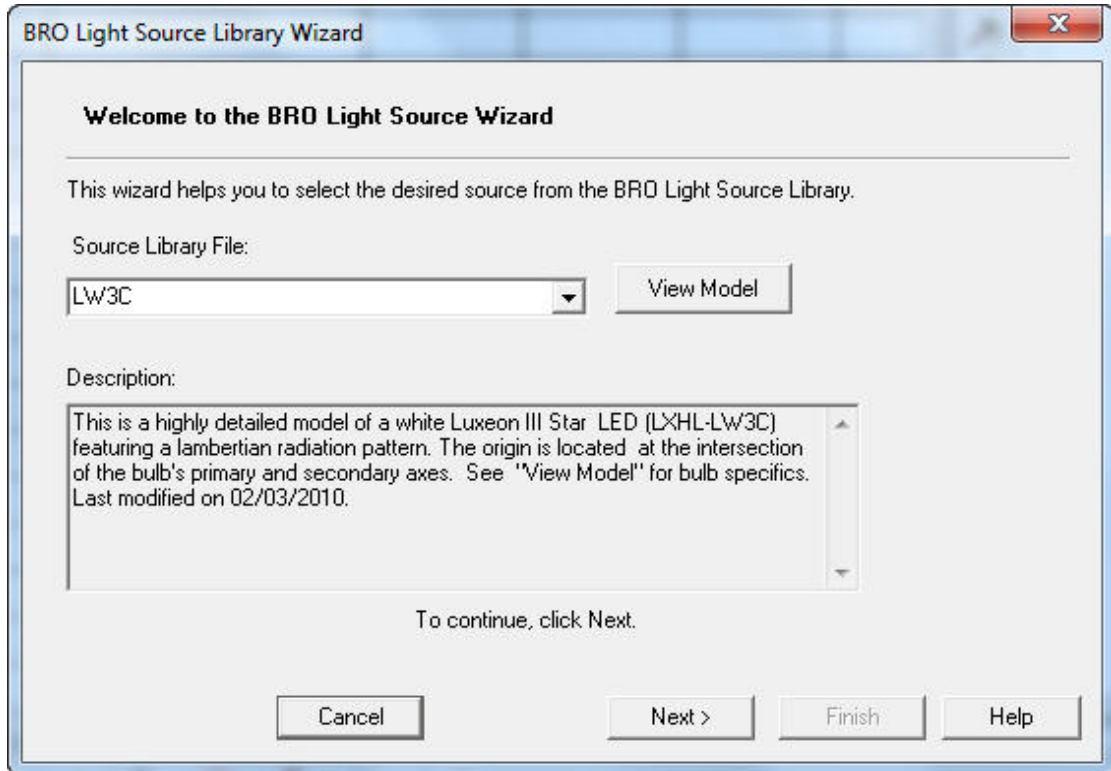 BRO Light Source Library Wizard
Welcome to the BRO Light Source Wizard
This wizard helps you to select the desired source from the BRO Light Source Library.
Source Library File:
LW3C
View Model
Description:
This is a highly detailed model of a white Luxeon III Star  LED (LXHL-LW3C)
featuring a lambertian radiation pattern. The origin is located  at the intersection
of the bulb's primary and secondary axes.  See  "View Model" for bulb specifics.
Last modified on 02/03/2010.
To continue, click Next.
Cancel
Next >
Finish
Help